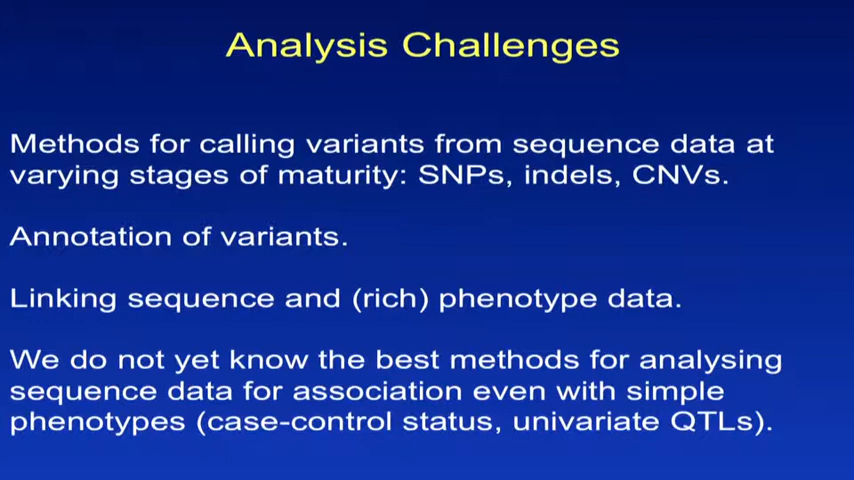 Analysis Challenges
Methods for calling variants from sequence data at
varying stages of maturity: SNPs, indels, CNVs.
Annotation of variants.
Linking sequence and (rich) phenotype data.
We do not yet know the best methods for analysing
sequence data for association even with simple
phenotypes (case-control status, univariate QTLs).